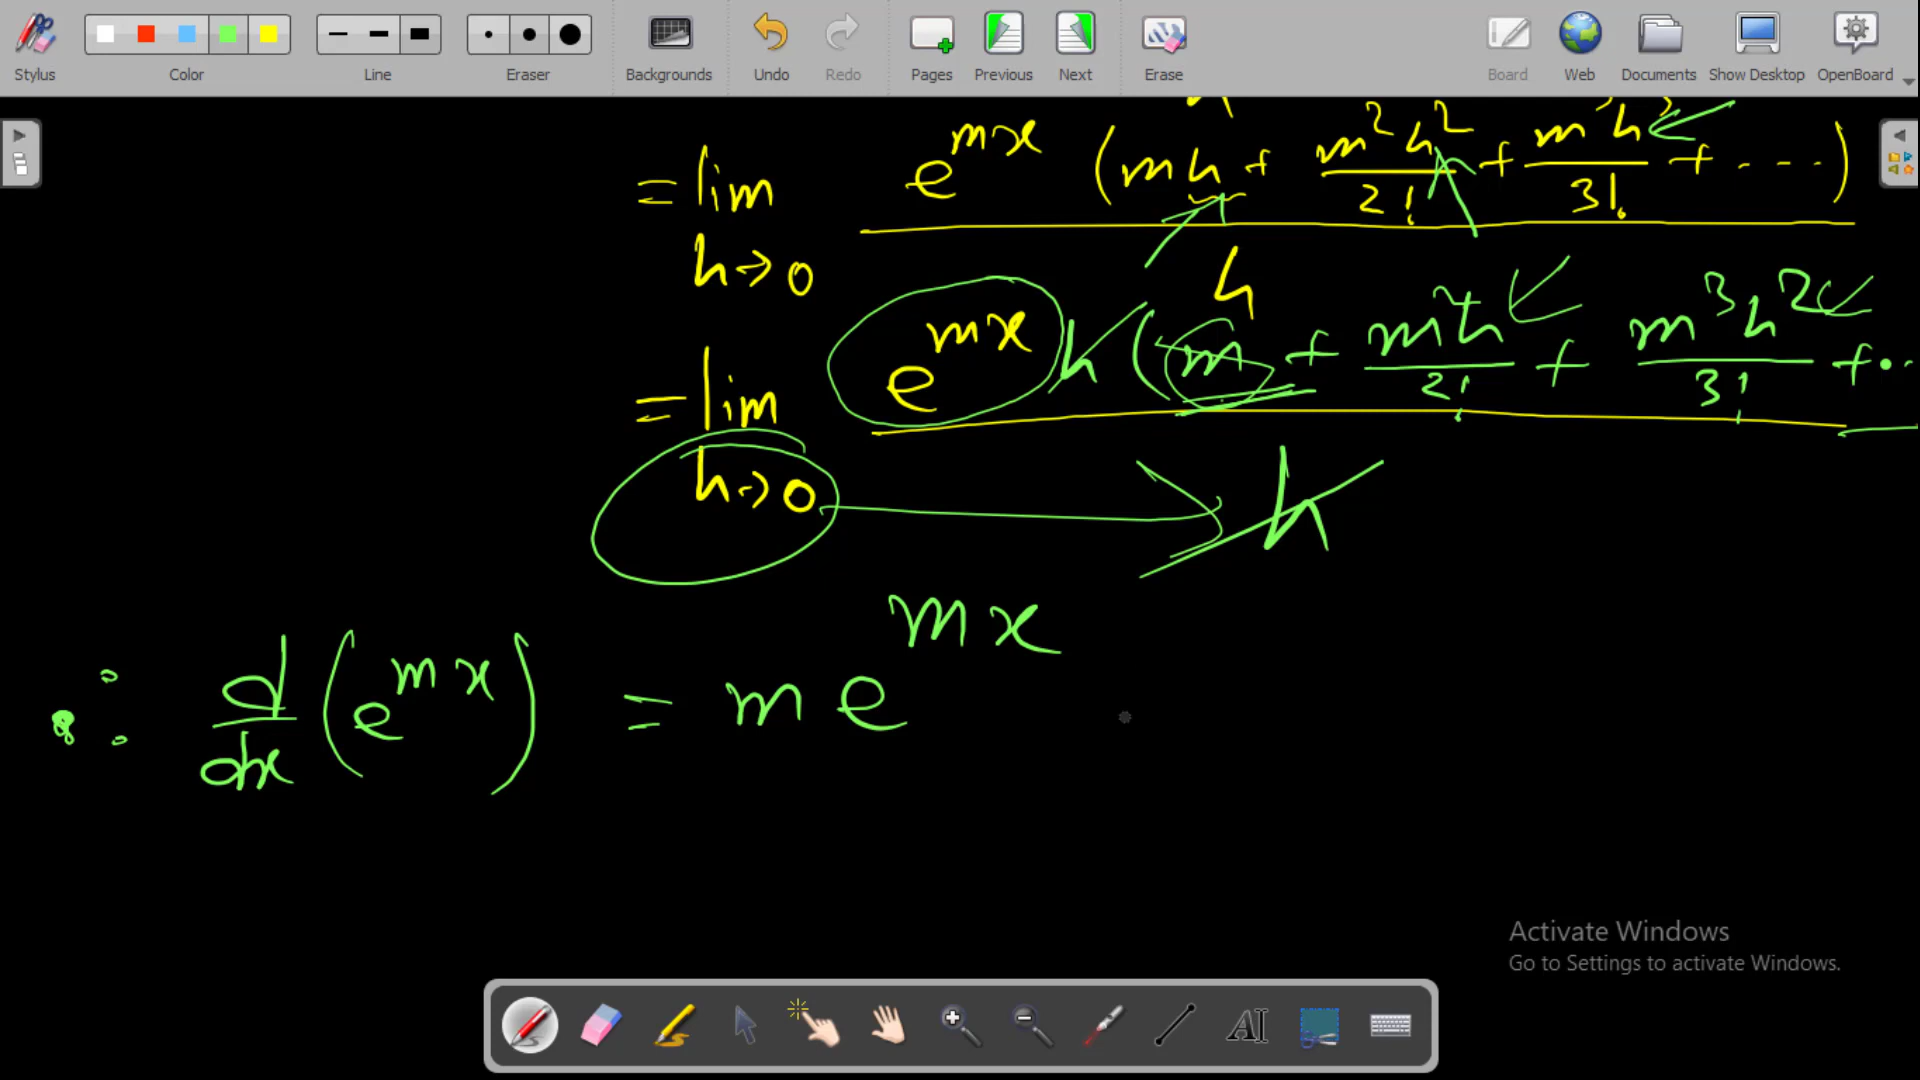 Stylus Color Line Eraser Backgrounds Undo Redo Pages Previous Next Erase Board Web Documents Show Desktop OpenBoard
= lim e^{mx} (mh + m²h²/2! + m³h³/3! + ...)
h→0 h
= lim e^{mx} h (m + m²h/2! + m³h²/3! + ..
h→0 h
∴ d/dx (e^{mx}) = m e^{mx}
Activate Windows
Go to Settings to activate Windows.